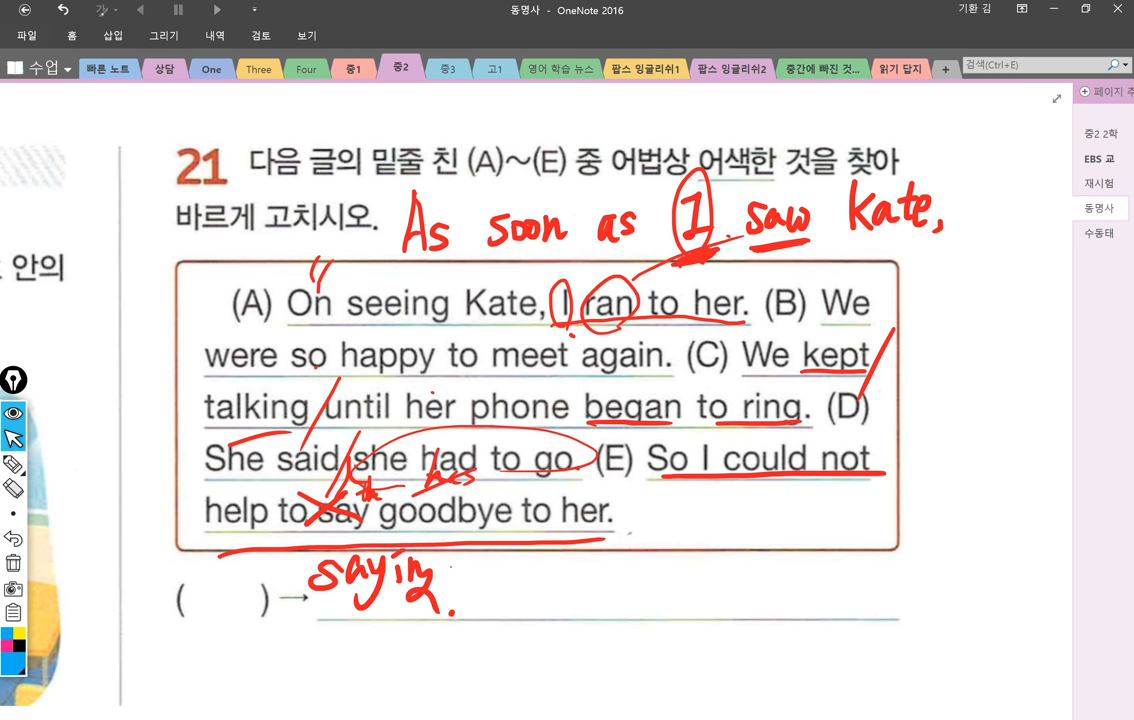 동명사 - OneNote 2016
기환 김
파일 홈 삽입 그리기 내역 검토 보기
수업 빠른 노트 상담 One Three Four 중1 중2 중3 고1 영어 학습 뉴스 팝스 잉글리쉬1 팝스 잉글리쉬2 중간에 빠진 것... 읽기 답지 + 검색(Ctrl+E)
페이지 추
중2 2학
EBS 교
재시험
동명사
수동태
21 다음 글의 밑줄 친 (A)~(E) 중 어법상 어색한 것을 찾아
바르게 고치시오.
As soon as I saw Kate,
안의
(A) On seeing Kate, I ran to her. (B) We
were so happy to meet again. (C) We kept
talking until her phone began to ring. (D)
She said she had to go. (E) So I could not
has
help to say goodbye to her.
saying.
( ) →